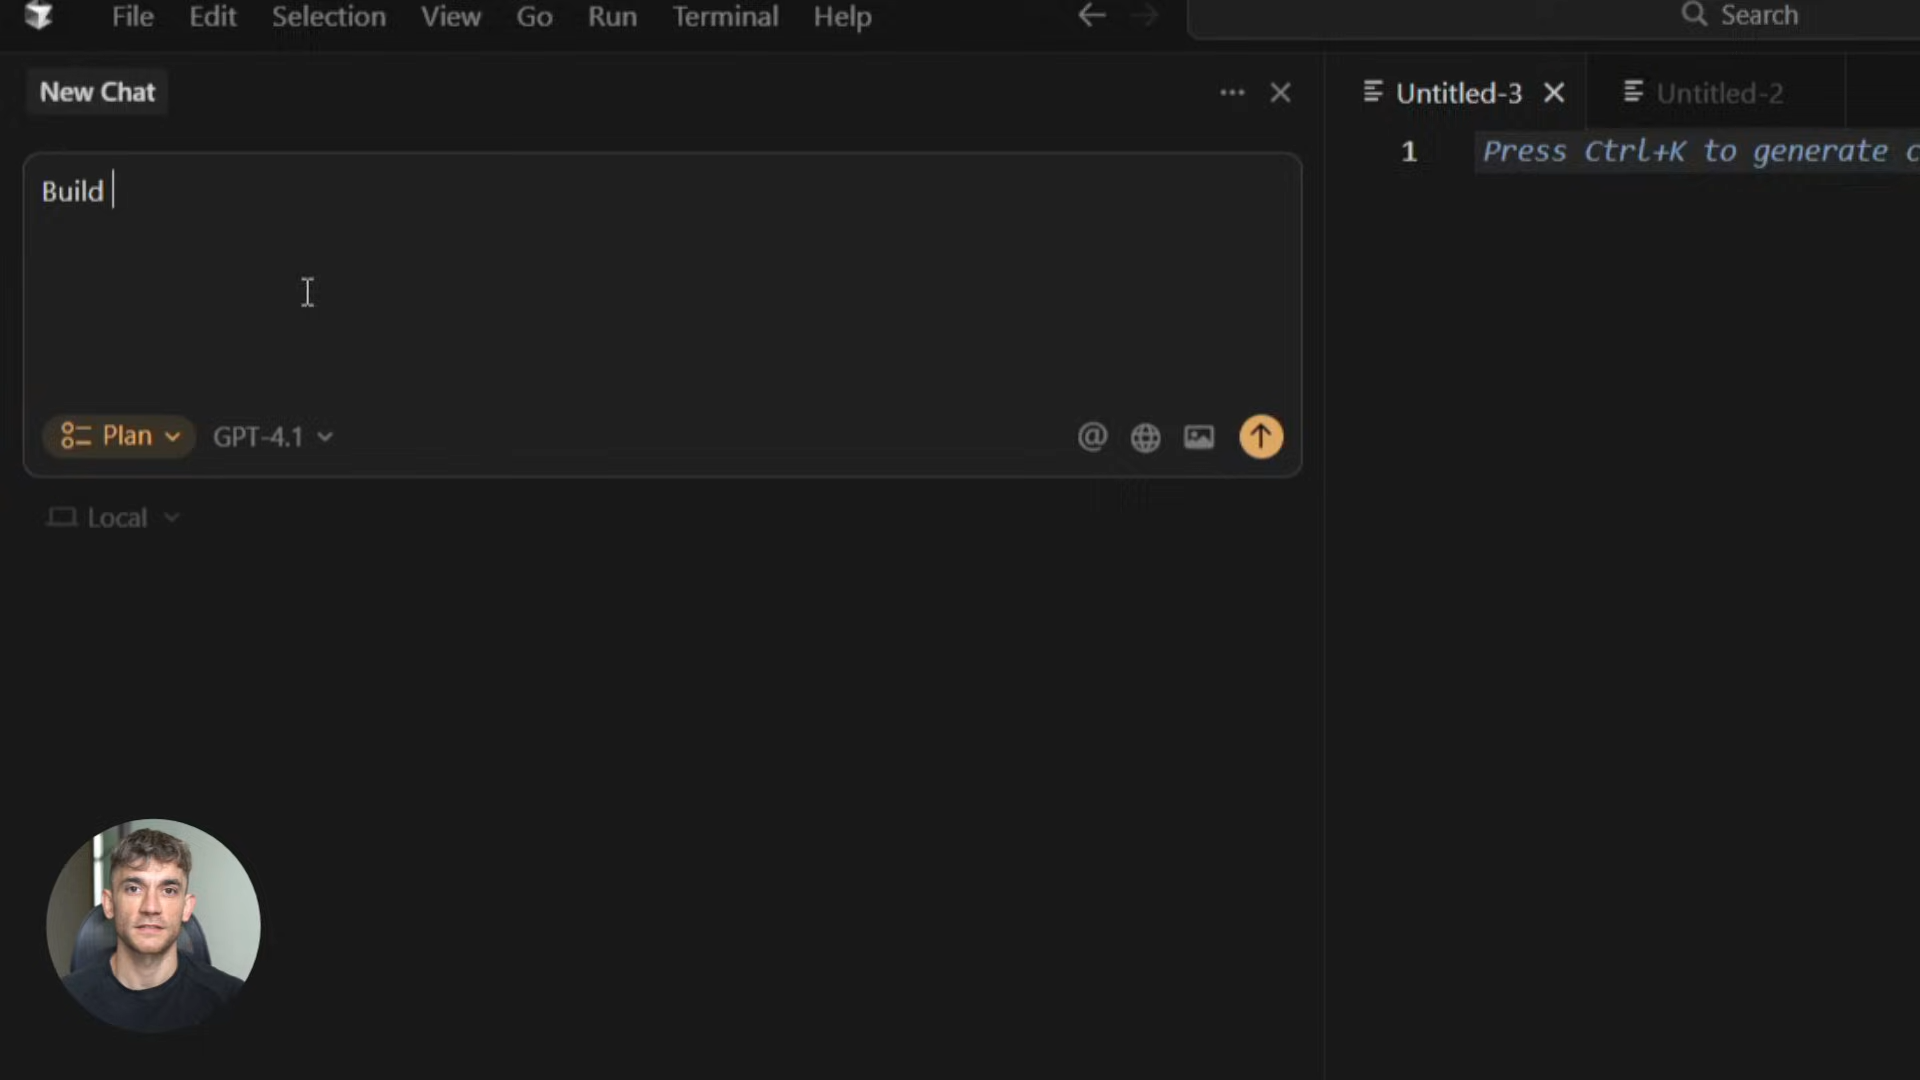 File Edit Selection View Go Run Terminal Help Search
New Chat
Untitled-3 Untitled-2
1 Press Ctrl+K to generate c
Build
Plan GPT-4.1 @
Local